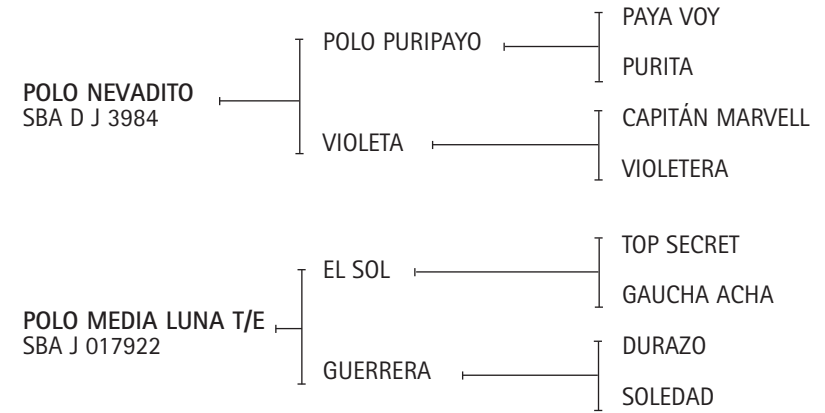 PAYA VOY
POLO PURIPAYO
PURITA
POLO NEVADITO
SBA D J 3984
CAPITÁN MARVELL
VIOLETA
VIOLETERA
TOP SECRET
EL SOL
GAUCHA ACHA
POLO MEDIA LUNA T/E
SBA J 017922
DURAZO
GUERRERA
SOLEDAD